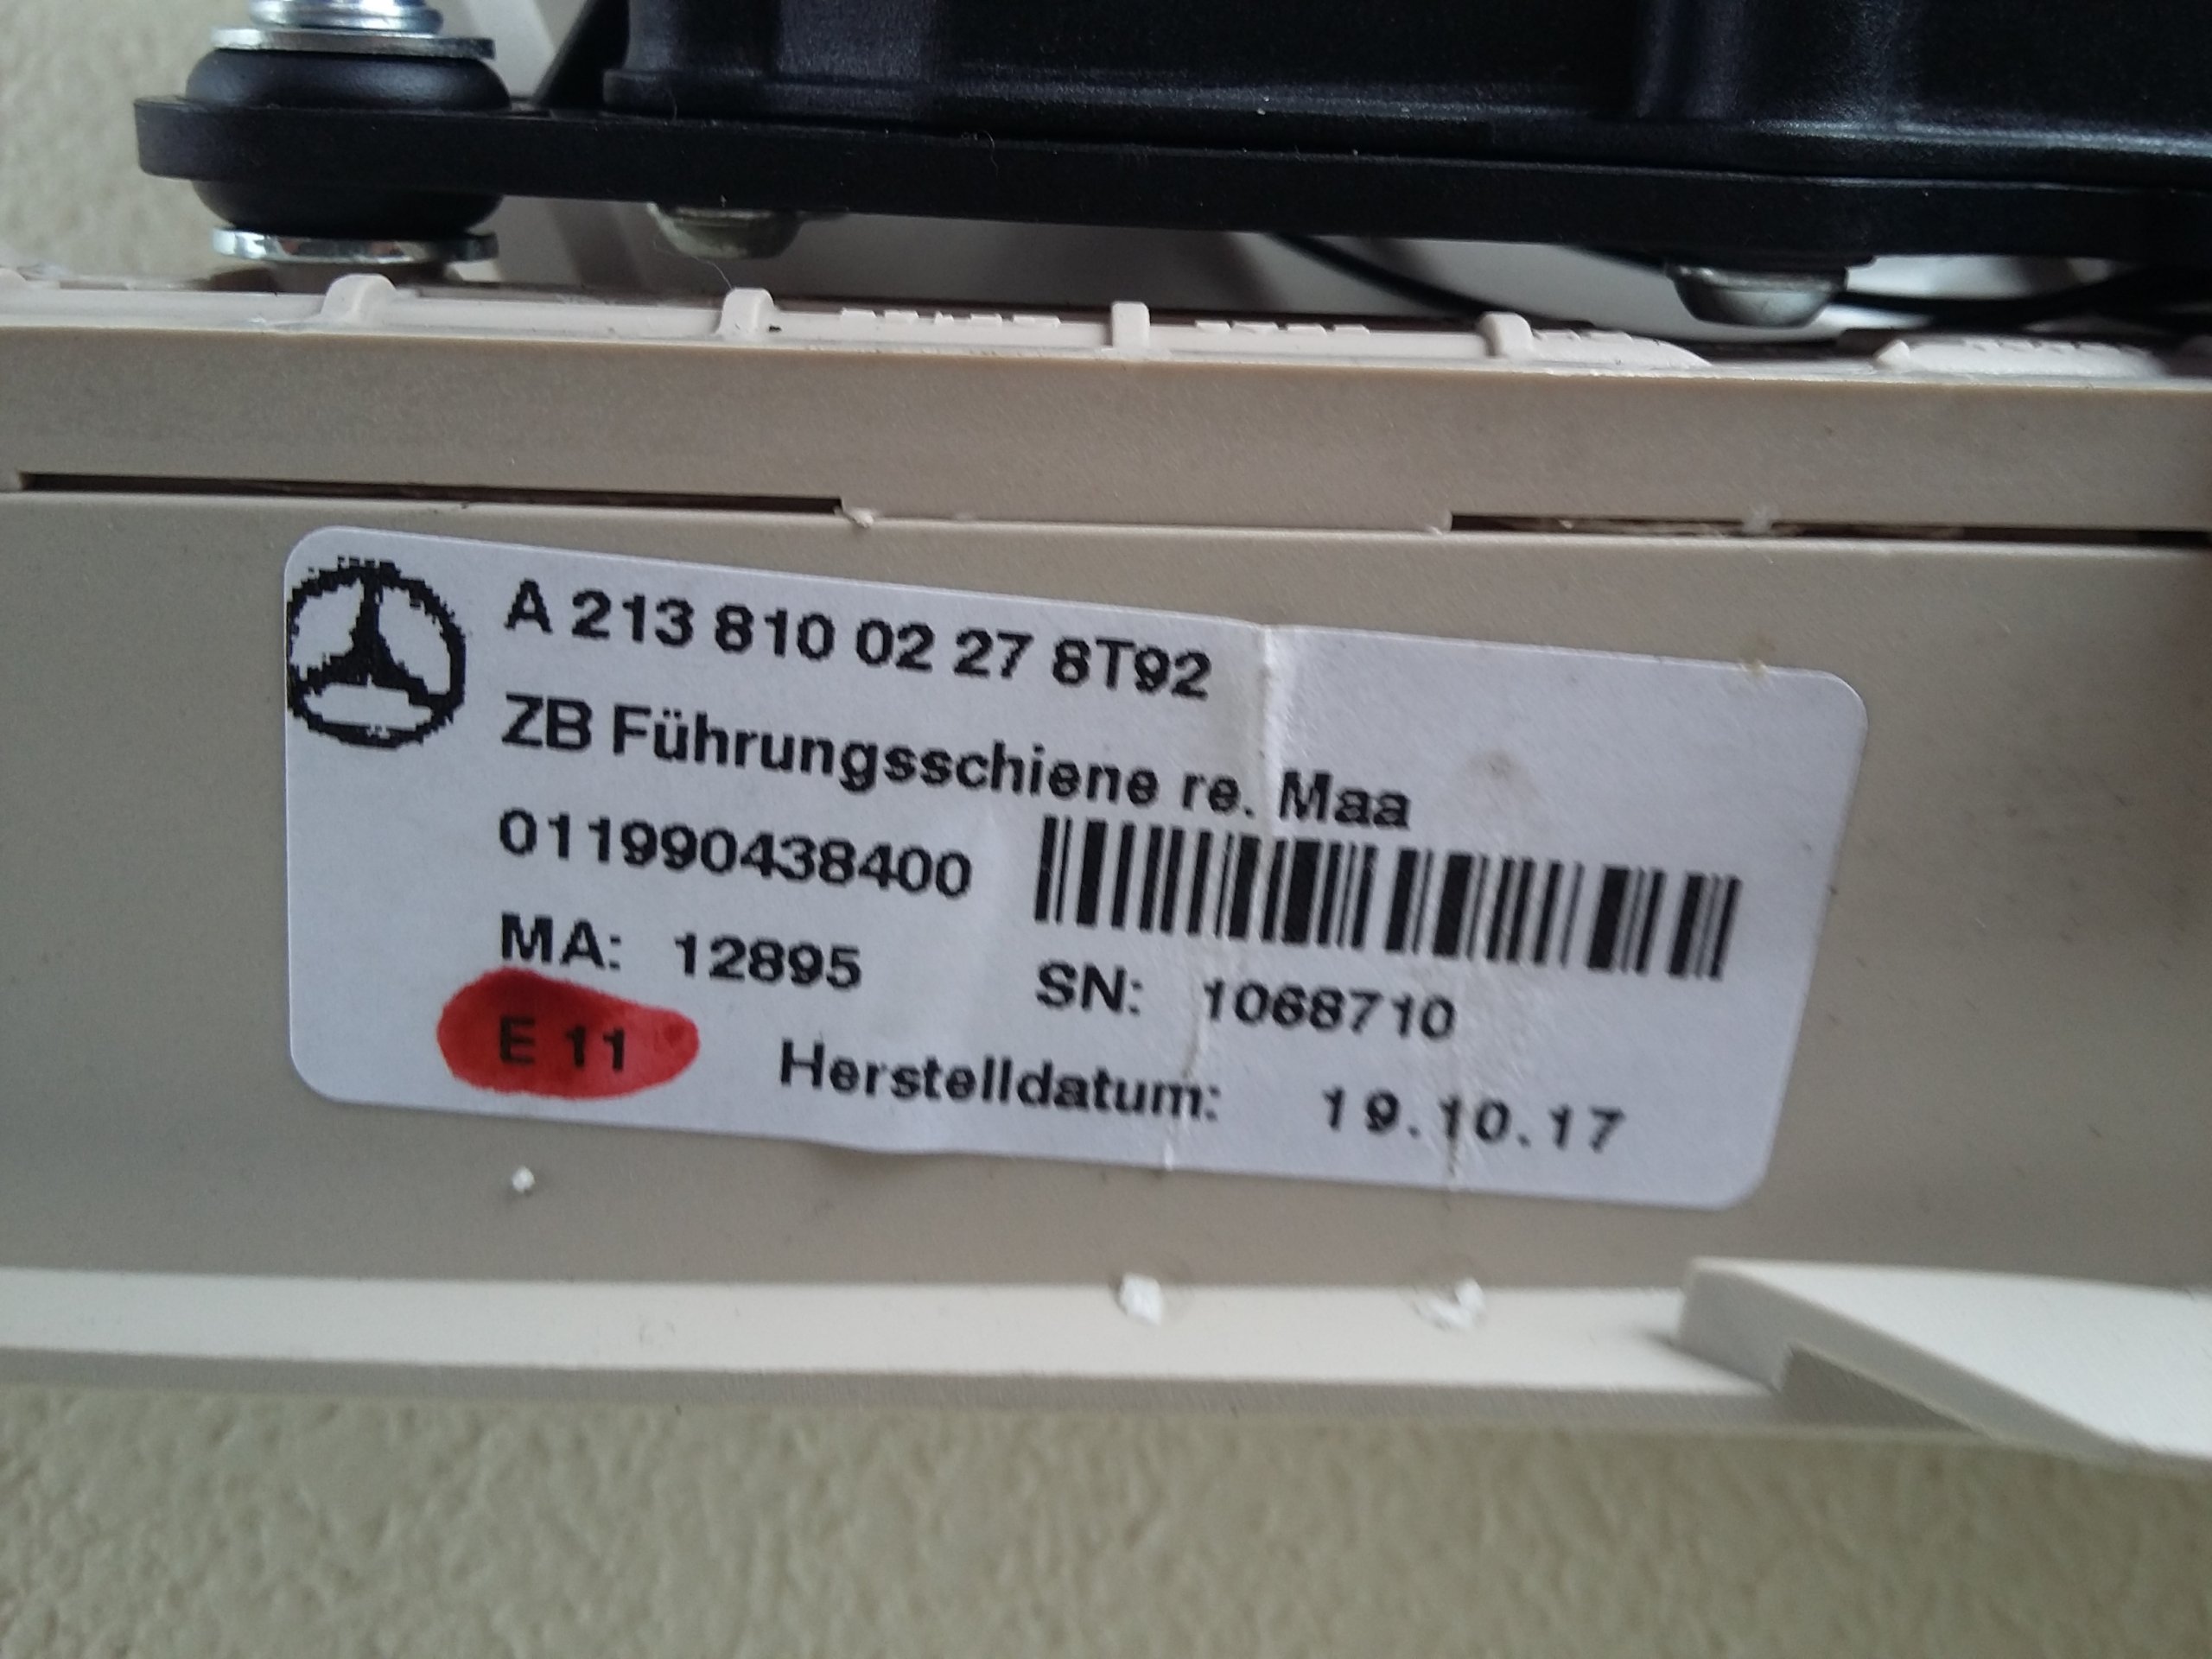 A 213 810 02 27 8T92
ZB Führungsschiene re. Maa
011990438400
MA: 12895 SN: 1068710
E 11 Herstelldatum: 19.10.17